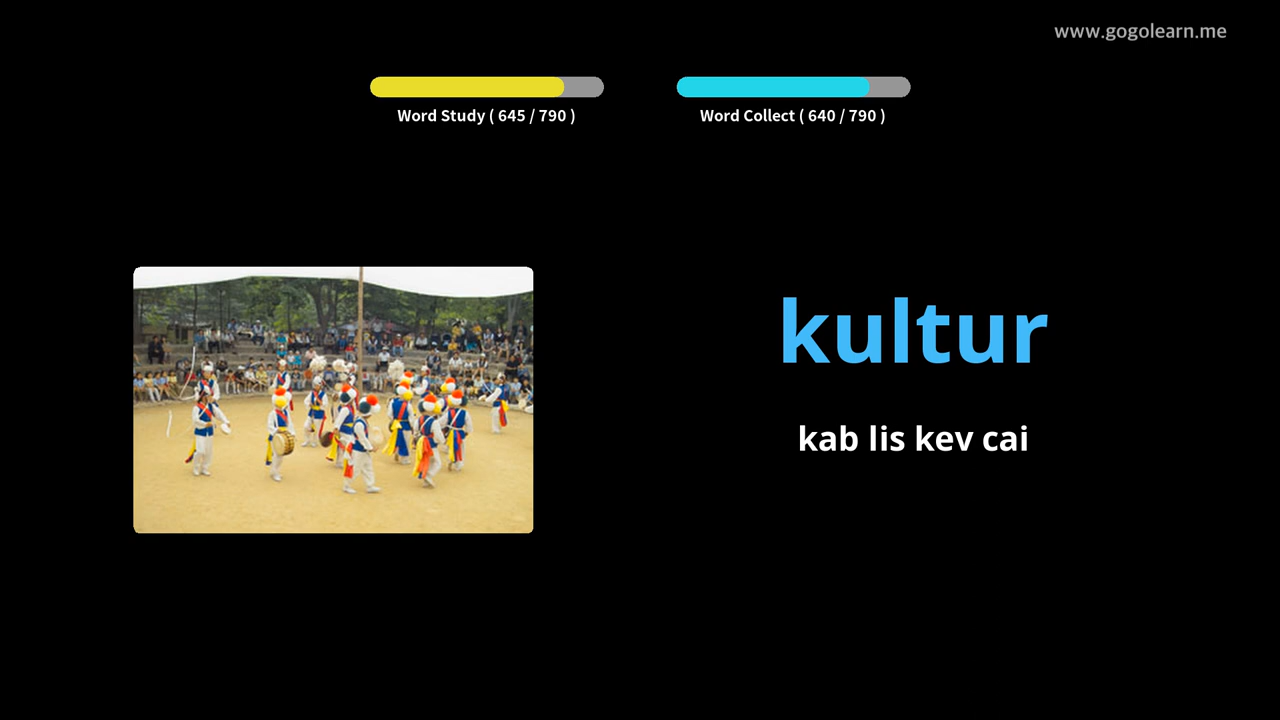 www.gogolearn.me
Word Study ( 645 / 790 )
Word Collect ( 640 / 790 )
kultur
kab lis kev cai